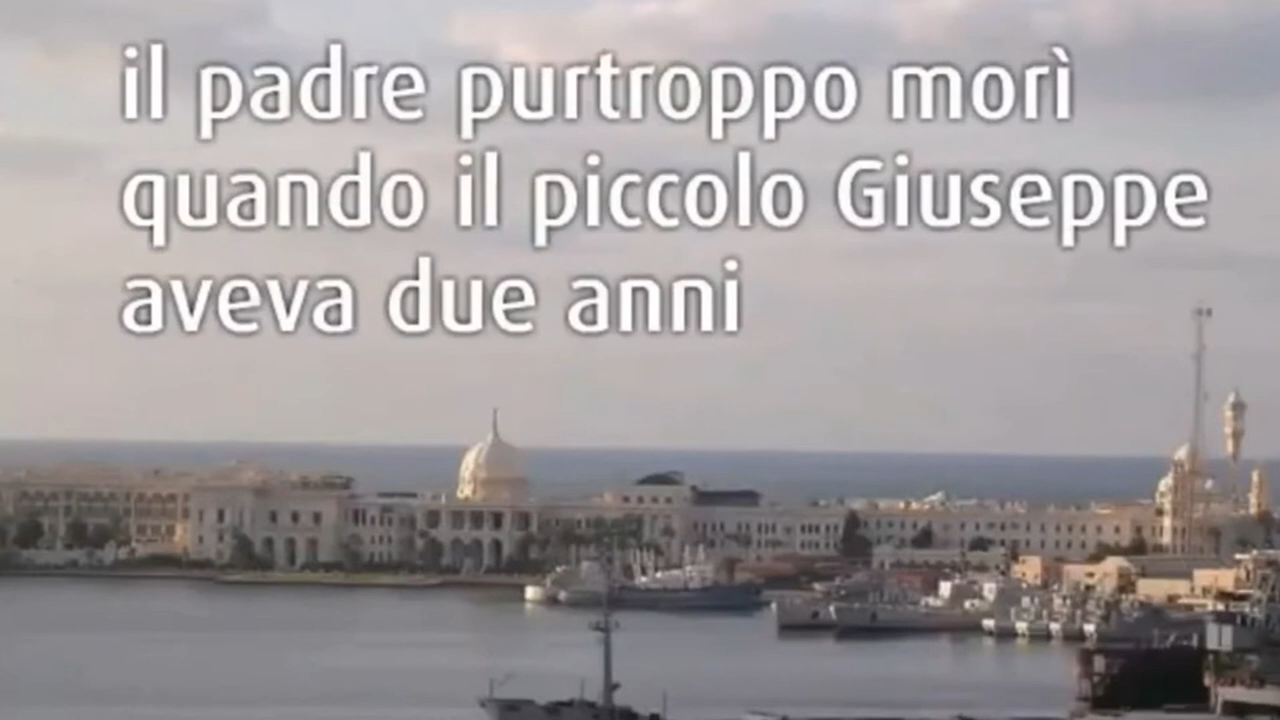 il padre purtroppo morì
quando il piccolo Giuseppe
aveva due anni